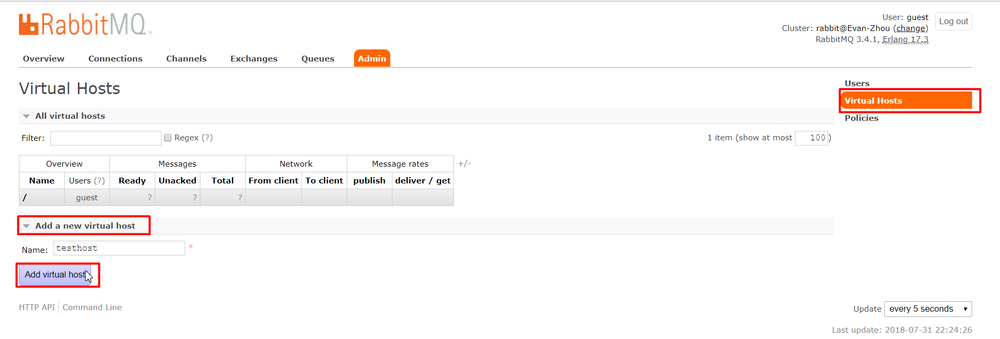 RabbitMQ™
User: guest
Log out
Cluster: rabbit@Evan-Zhou (change)
RabbitMQ 3.4.1, Erlang 17.3
Overview Connections Channels Exchanges Queues Admin
Virtual Hosts
Users
Virtual Hosts
Policies
All virtual hosts
Filter: Regex (?) 1 item (show at most 100 )
Overview Messages Network Message rates +/-
Name Users (?) Ready Unacked Total From client To client publish deliver / get
/ guest ? ? ?
Add a new virtual host
Name: testhost *
Add virtual host
HTTP API Command Line
Update every 5 seconds
Last update: 2018-07-31 22:24:26